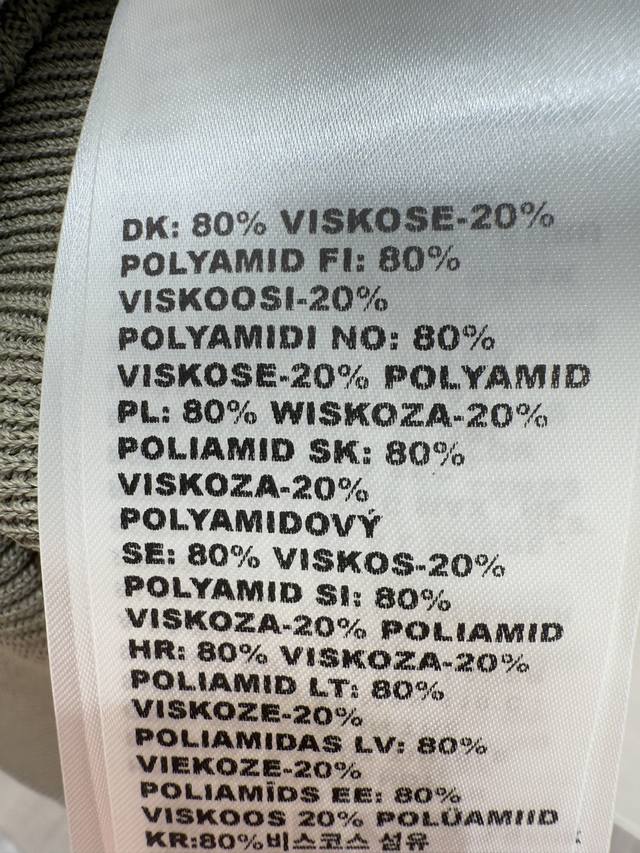 DK: 80% VISKOSE-20%
POLYAMID FI: 80%
VISKOOSI-20%
POLYAMIDI NO: 80%
VISKOSE-20% POLYAMID
PL: 80% WISKOZA-20%
POLIAMID SK: 80%
VISKOZA-20%
POLYAMIDOVÝ
SE: 80% VISKOS-20%
POLYAMID SI: 80%
VISKOZA-20% POLIAMID
HR: 80% VISKOZA-20%
POLIAMID LT: 80%
VISKOZE-20%
POLIAMIDAS LV: 80%
VIEKOZE-20%
POLIAMĪDS EE: 80%
VISKOOS 20% POLÜAMIID
KR:80%비스코스 섬유